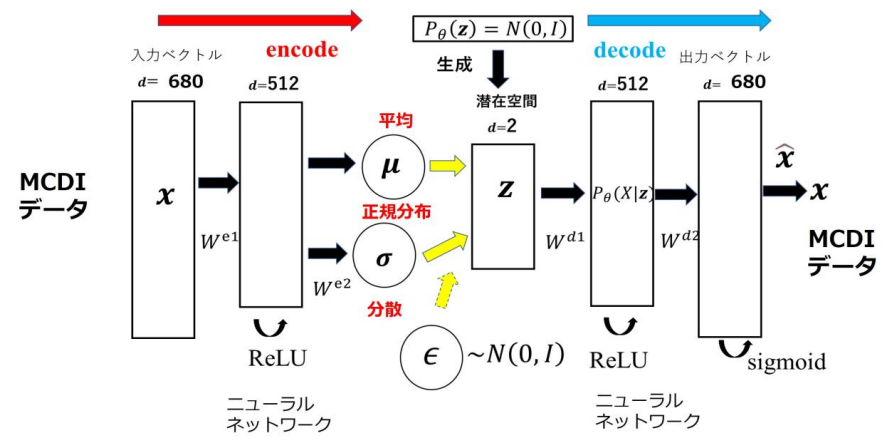 encode
P_θ(z) = N(0, I)
decode
入力ベクトル
d= 680
d=512
生成
潜在空間
d=2
d=512
出力ベクトル
d= 680
平均
MCDI
データ
x
μ
z
P_θ(X|z)
x̂
x
MCDI
データ
正規分布
W^{e1}
σ
W^{e2}
W^{d1}
W^{d2}
分散
ϵ
~N(0, I)
ReLU
ReLU
sigmoid
ニューラル
ネットワーク
ニューラル
ネットワーク